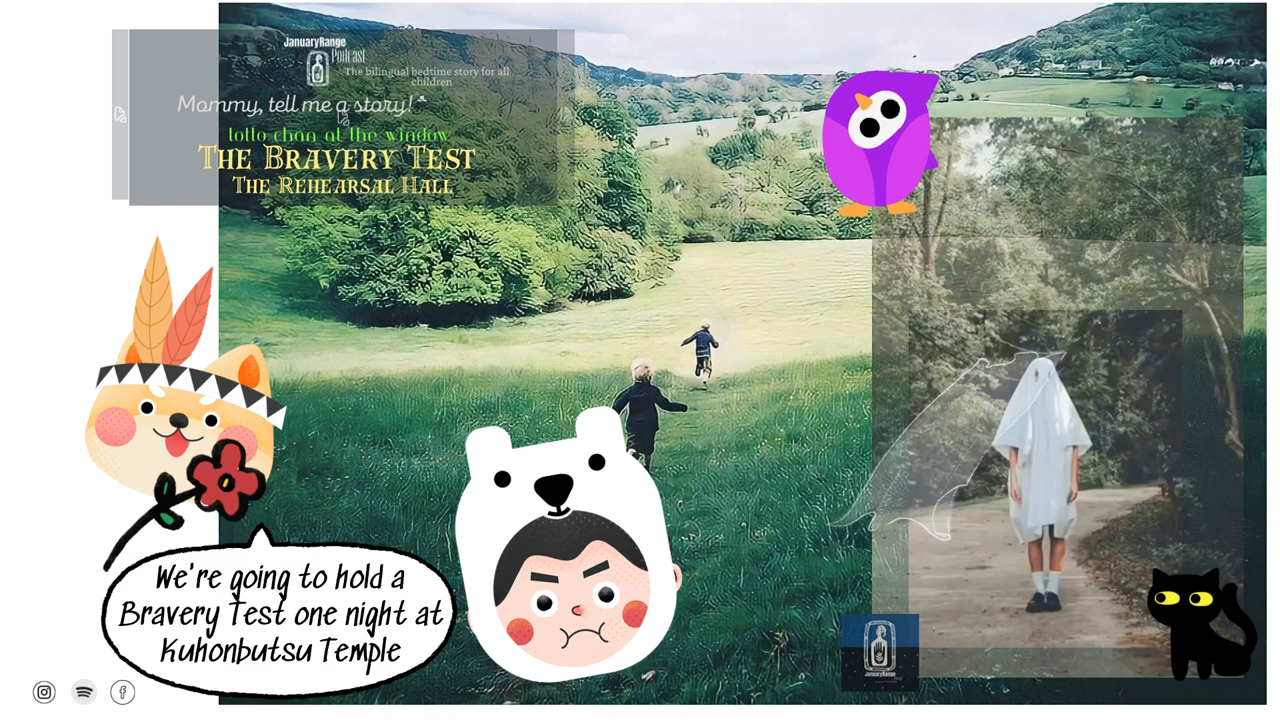 JanuaryRange
Podcast
The bilingual bedtime story for all
children
Mommy, tell me a story!
totto chan at the window
The Bravery Test
The Rehearsal Hall
We're going to hold a
Bravery Test one night at
Kuhonbutsu Temple
JanuaryRange